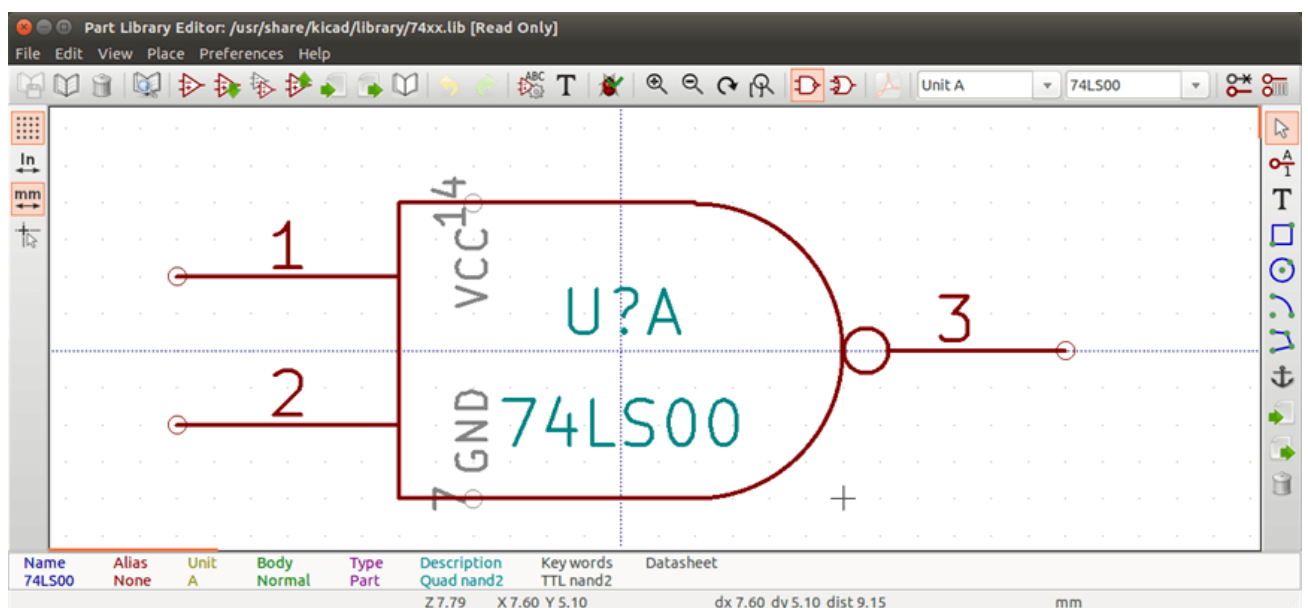 Part Library Editor: /usr/share/kicad/library/74xx.lib [Read Only]
File Edit View Place Preferences Help
ABC T Unit A 74LS00
In
mm
A
1
T
14
VCC
1
U?A
3
2
GND
74LS00
7
Name Alias Unit Body Type Description Key words Datasheet
74LS00 None A Normal Part Quad nand2 TTL nand2
Z 7.79 X 7.60 Y 5.10 dx 7.60 dy 5.10 dist 9.15 mm